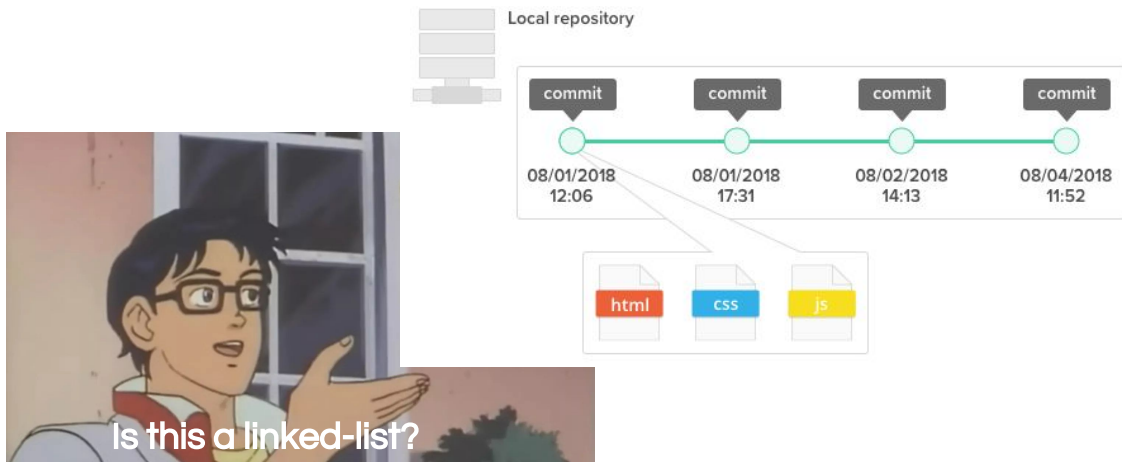 Local repository
commit commit commit commit
08/01/2018 08/01/2018 08/02/2018 08/04/2018
12:06 17:31 14:13 11:52
html css js
Is this a linked-list?